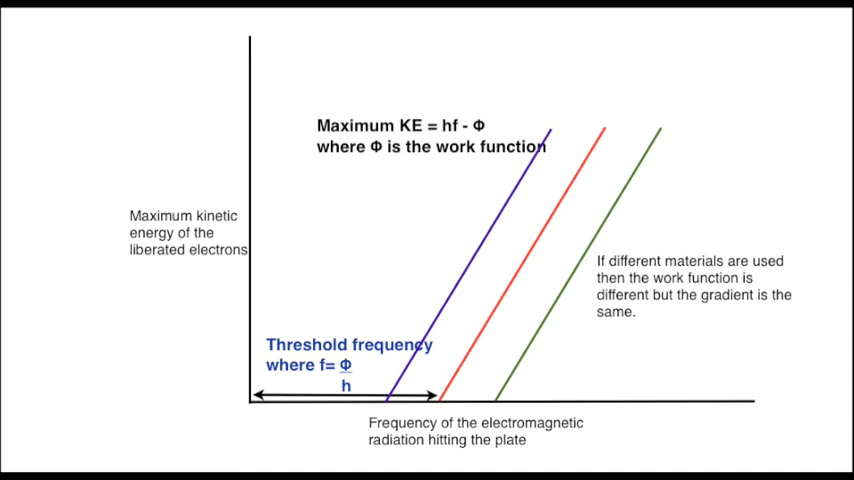 Maximum KE = hf - Φ
where Φ is the work function
Maximum kinetic
energy of the
liberated electrons
If different materials are used
then the work function is
different but the gradient is the
same.
Threshold frequency
where f= Φ
h
Frequency of the electromagnetic
radiation hitting the plate